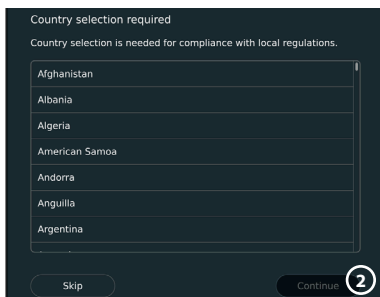 Country selection required
Country selection is needed for compliance with local regulations.
Afghanistan
Albania
Algeria
American Samoa
Andorra
Anguilla
Argentina
Skip
Continue
2